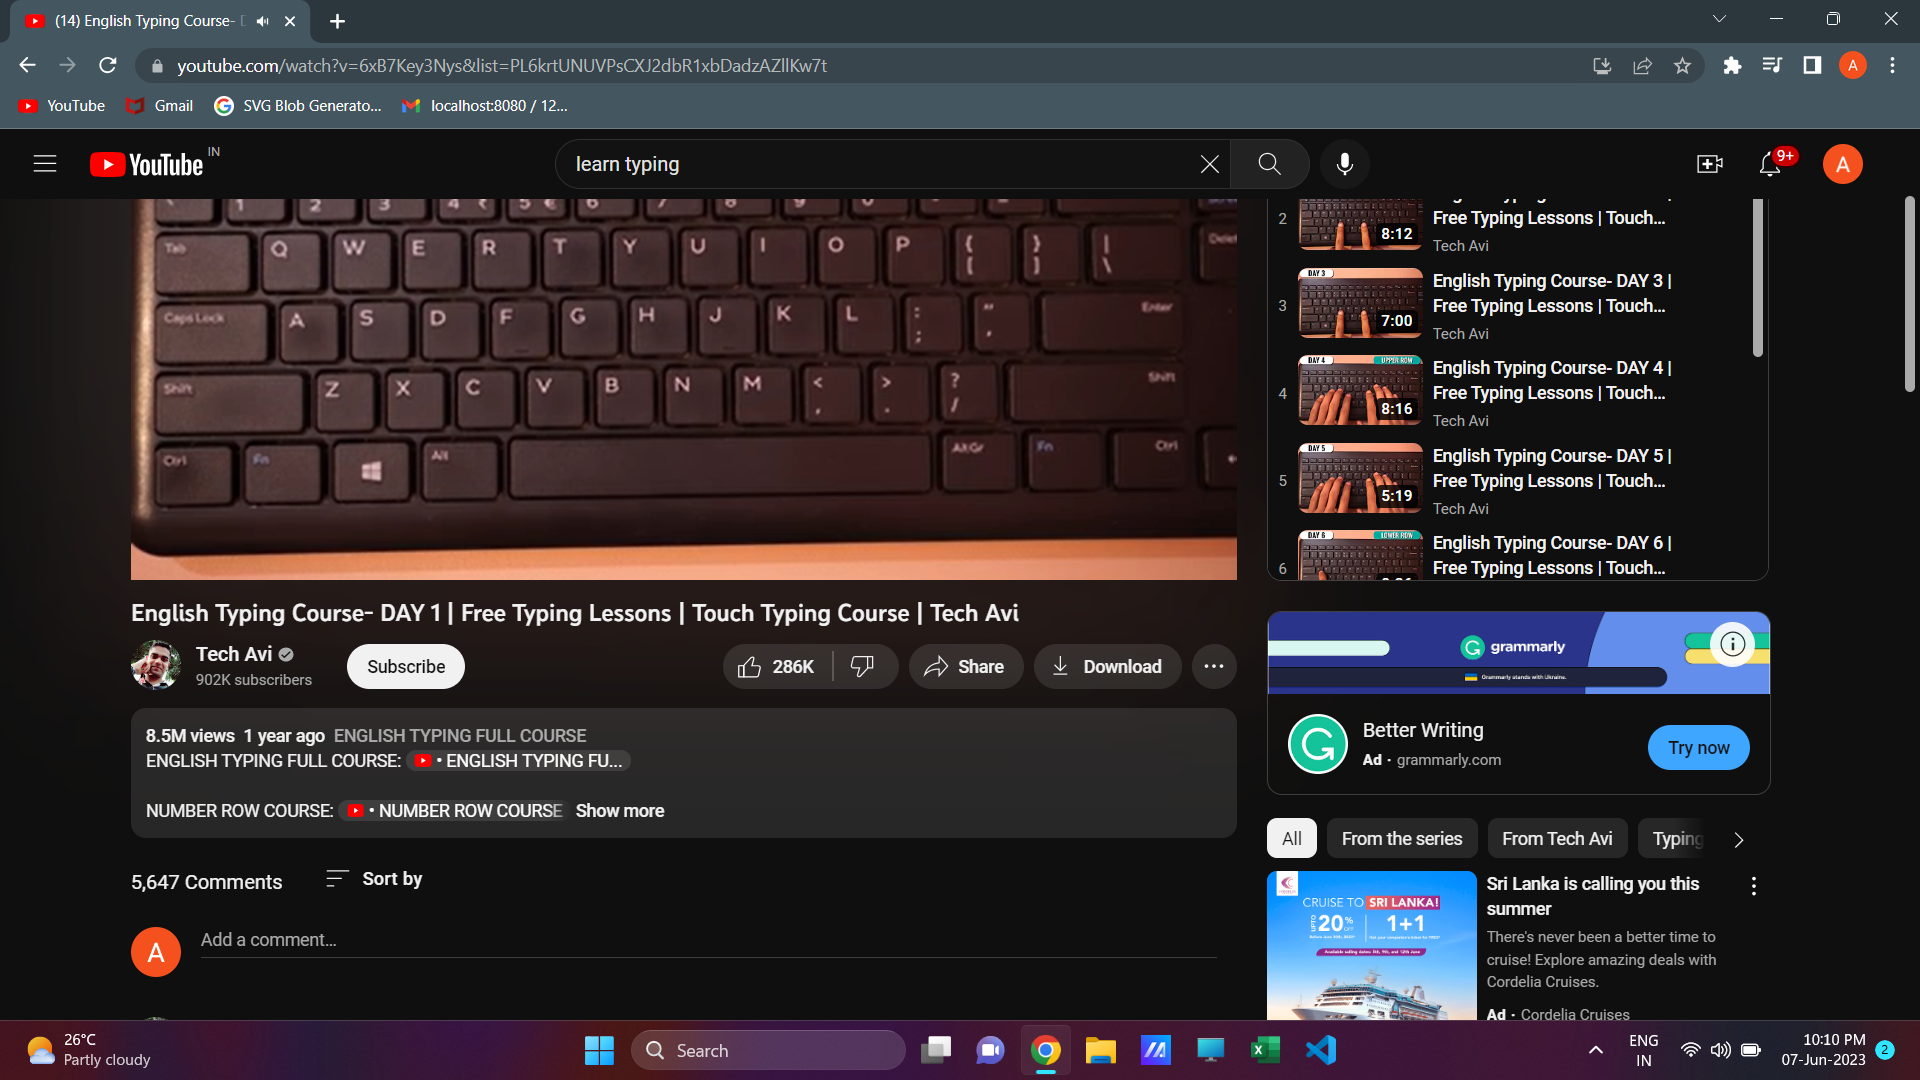 (14) English Typing Course-
youtube.com/watch?v=6xB7Key3Nys&list=PL6krtUNUVPsCXJ2dbR1xbDadzAZllKw7t
A
YouTube
Gmail
SVG Blob Generato...
localhost:8080 / 12...
YouTube IN
learn typing
9+
A
Tab Q W E R T Y U I O P { [ } ] | \
Caps Lock A S D F G H J K L : ; " ' Enter
Shift Z X C V B N M < , > . ? / Shift
Ctrl Fn Alt AltGr Fn Ctrl
2
8:12
Free Typing Lessons | Touch...
Tech Avi
3
DAY 3
7:00
English Typing Course- DAY 3 |
Free Typing Lessons | Touch...
Tech Avi
4
DAY 4
UPPER ROW
8:16
English Typing Course- DAY 4 |
Free Typing Lessons | Touch...
Tech Avi
5
DAY 5
5:19
English Typing Course- DAY 5 |
Free Typing Lessons | Touch...
Tech Avi
6
DAY 6
LOWER ROW
English Typing Course- DAY 6 |
Free Typing Lessons | Touch...
English Typing Course- DAY 1 | Free Typing Lessons | Touch Typing Course | Tech Avi
Tech Avi
902K subscribers
Subscribe
286K
Share
Download
8.5M views 1 year ago ENGLISH TYPING FULL COURSE
ENGLISH TYPING FULL COURSE: • ENGLISH TYPING FU...
NUMBER ROW COURSE: • NUMBER ROW COURSE Show more
5,647 Comments
Sort by
A
Add a comment...
grammarly
Grammarly stands with Ukraine.
Better Writing
Ad · grammarly.com
Try now
All
From the series
From Tech Avi
Typing
CRUISE TO SRI LANKA!
UPTO 20% OFF
1+1
Sri Lanka is calling you this
summer
There's never been a better time to
cruise! Explore amazing deals with
Cordelia Cruises.
Ad · Cordelia Cruises
26°C
Partly cloudy
Search
ENG
IN
10:10 PM
07-Jun-2023
2